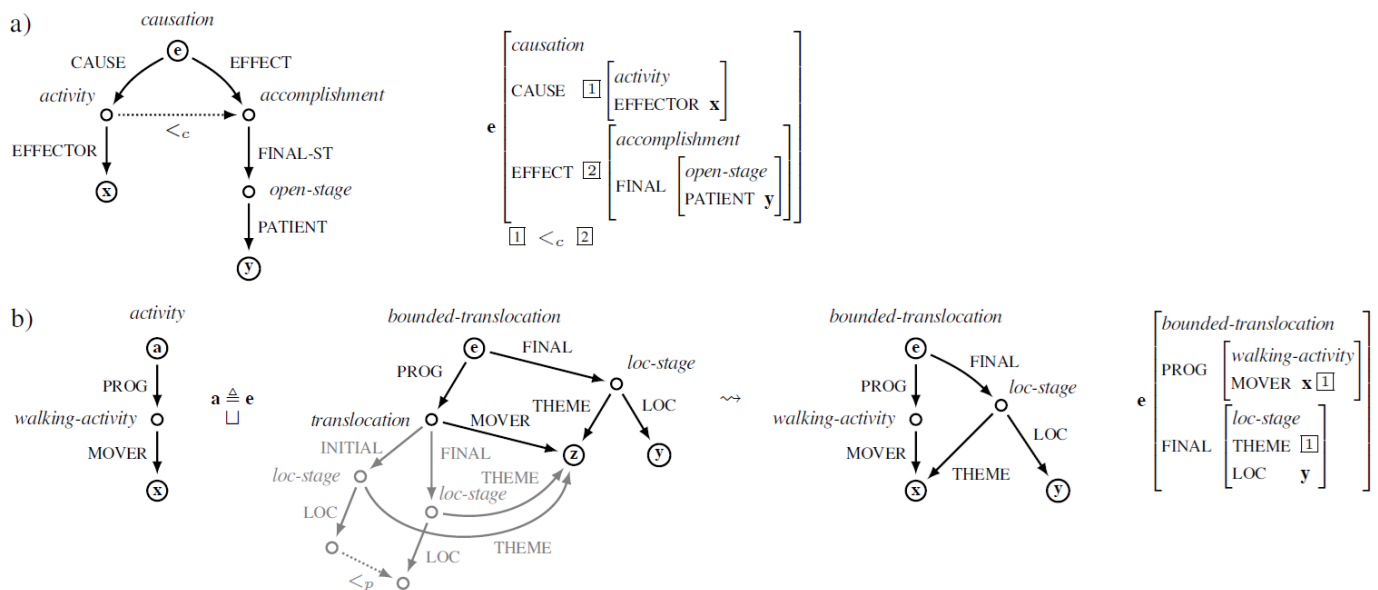 a)
causation
e
CAUSE
EFFECT
activity
accomplishment
<c
EFFECTOR
FINAL-ST
x
open-stage
PATIENT
y
e
causation
CAUSE 1 activity
EFFECTOR x
accomplishment
EFFECT 2 FINAL open-stage
PATIENT y
1 <c 2
b)
activity
a
PROG
walking-activity
MOVER
x
a ≜ e
⊔
bounded-translocation
e
FINAL
PROG
loc-stage
translocation
MOVER
THEME
LOC
INITIAL
FINAL
z
y
loc-stage
THEME
loc-stage
LOC
LOC
THEME
<p
⇝
bounded-translocation
e
FINAL
PROG
loc-stage
walking-activity
MOVER
LOC
THEME
x
y
e
bounded-translocation
PROG walking-activity
MOVER x 1
loc-stage
FINAL THEME 1
LOC y